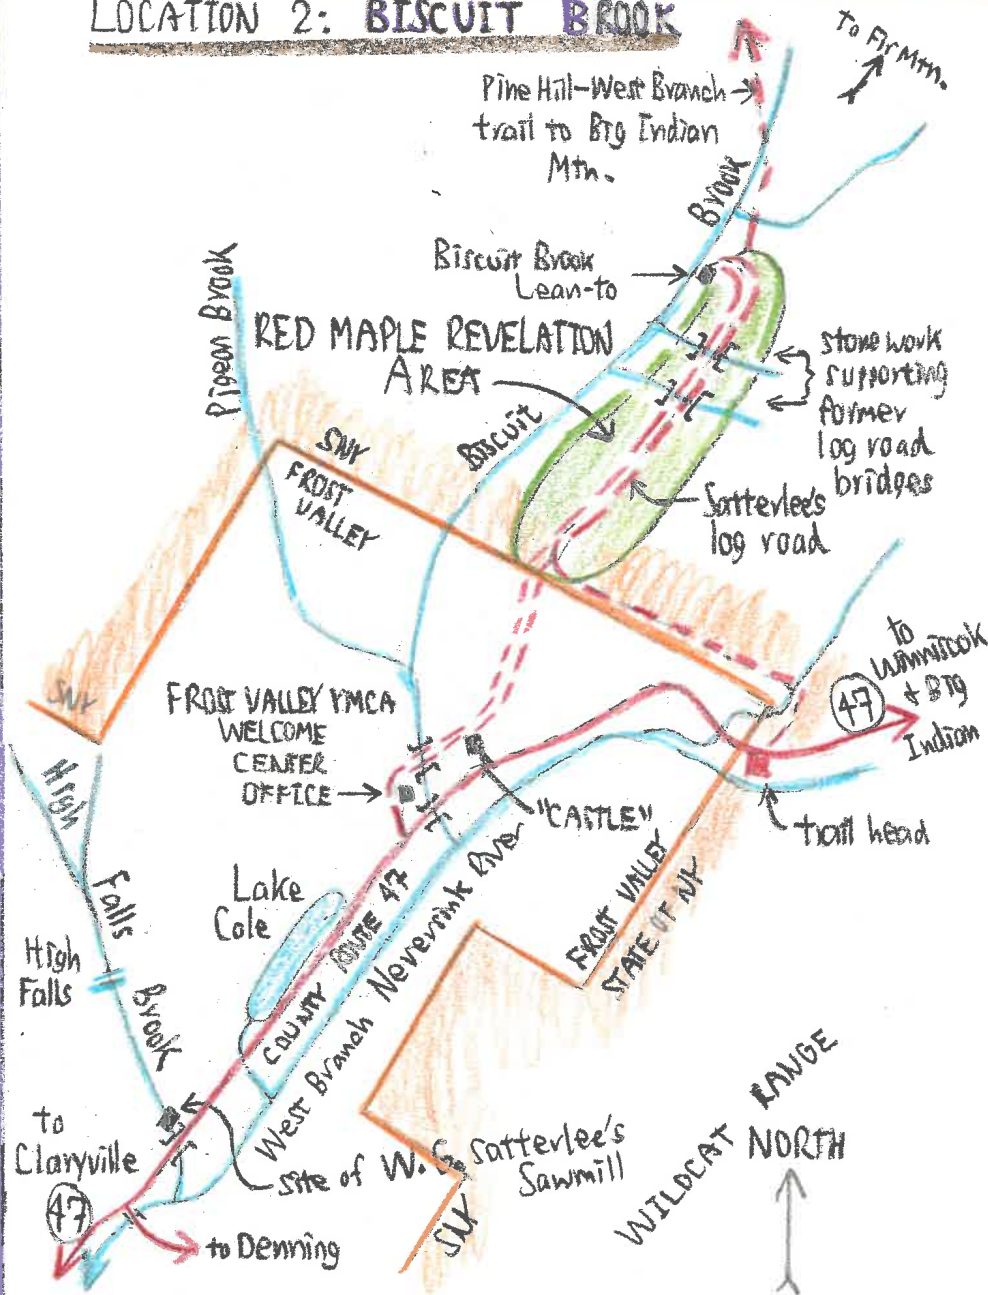 LOCATION 2: BISCUIT BROOK
to Fir Mtn.
Pine Hill-West Branch
trail to Big Indian
Mtn.
Brook
Biscuit Brook
Lean-to
Pigeon Brook
RED MAPLE REVELATION
AREA
stone work
supporting
former
log road
bridges
Biscuit
SNY
FROST
VALLEY
Satterlee's
log road
to
Winnisook
+ Big
Indian
47
SNY
FROST VALLEY YMCA
WELCOME
CENTER
OFFICE
"CASTLE"
trail head
High
Falls
Brook
High
Falls
Lake
Cole
COUNTY ROUTE 47
West Branch Neversink River
FROST VALLEY
STATE OF NY
WILDCAT RANGE
NORTH
to
Claryville
47
Site of W.G. Satterlee's
Sawmill
SNY
to Denning